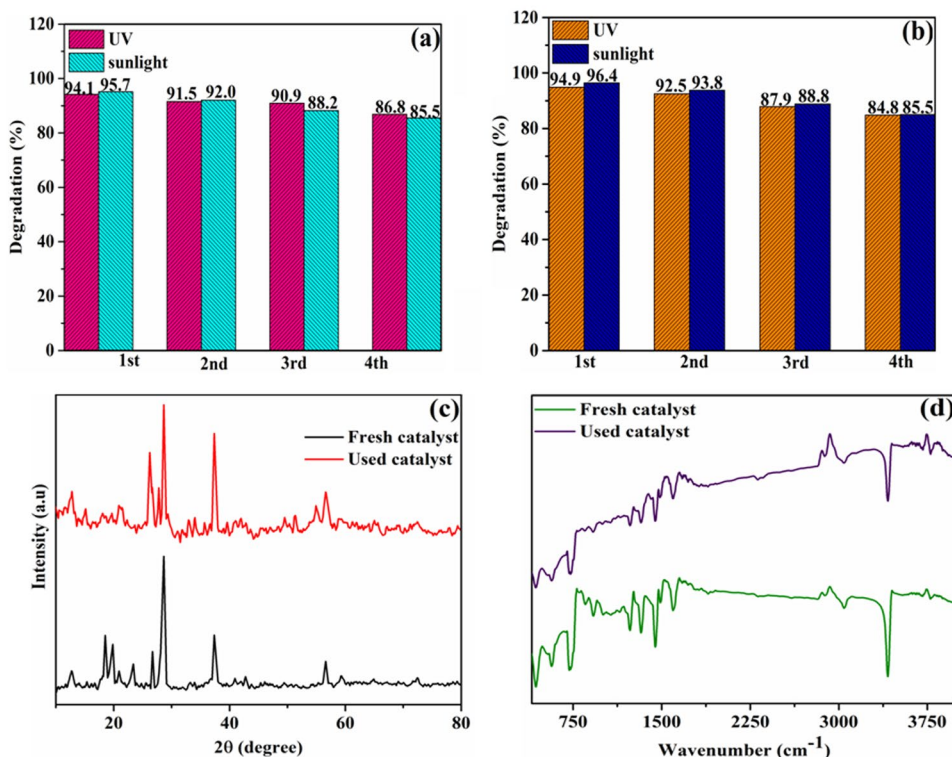 (a)
UV
sunlight
120
100
80
60
40
20
0
Degradation (%)
94.1 95.7 91.5 92.0 90.9 88.2 86.8 85.5
1st 2nd 3rd 4th
(b)
UV
sunlight
120
100
80
60
40
20
0
Degradation (%)
94.9 96.4 92.5 93.8 87.9 88.8 84.8 85.5
1st 2nd 3rd 4th
(c)
Fresh catalyst
Used catalyst
Intensity (a.u)
20 40 60 80
2θ (degree)
(d)
Fresh catalyst
Used catalyst
750 1500 2250 3000 3750
Wavenumber (cm-1)